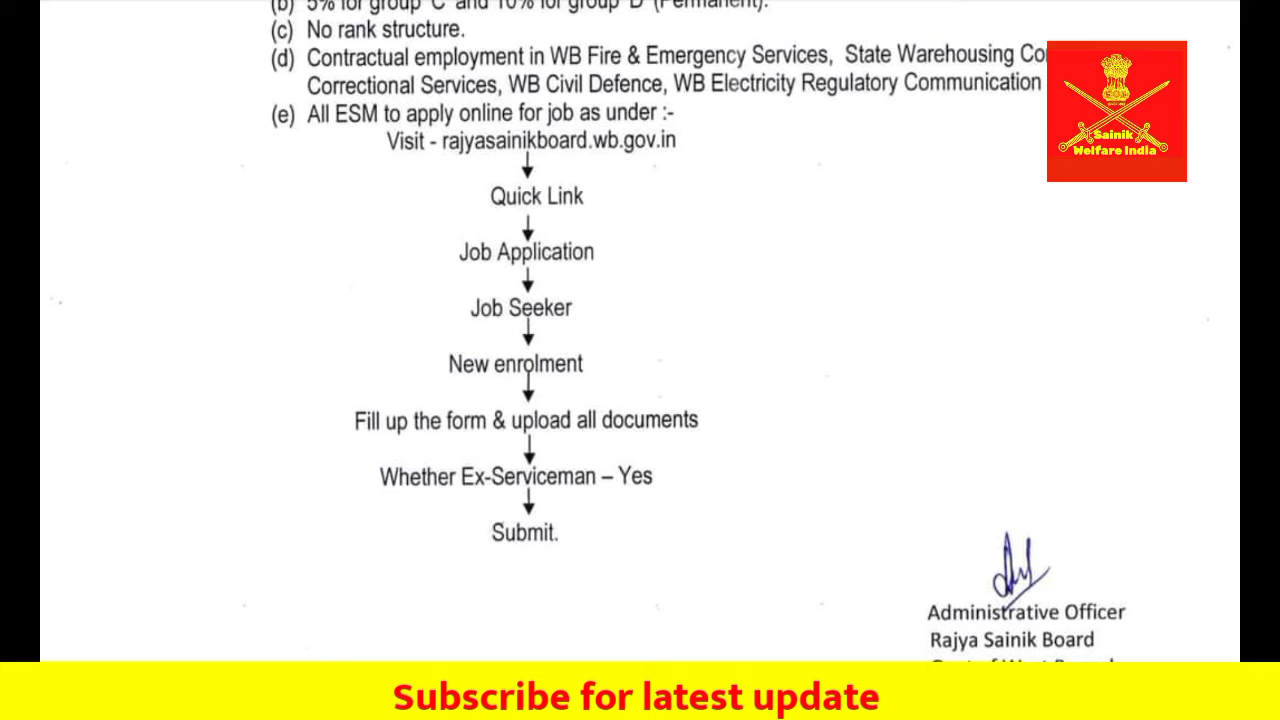 (b) 5% for group 'C' and 10% for group 'D' (Permanent).
(c) No rank structure.
(d) Contractual employment in WB Fire & Emergency Services, State Warehousing
Correctional Services, WB Civil Defence, WB Electricity Regulatory Communication
(e) All ESM to apply online for job as under :-
Visit - rajyasainikboard.wb.gov.in
Quick Link
Job Application
Job Seeker
New enrolment
Fill up the form & upload all documents
Whether Ex-Serviceman – Yes
Submit.
Sainik
Welfare India
Administrative Officer
Rajya Sainik Board
Subscribe for latest update